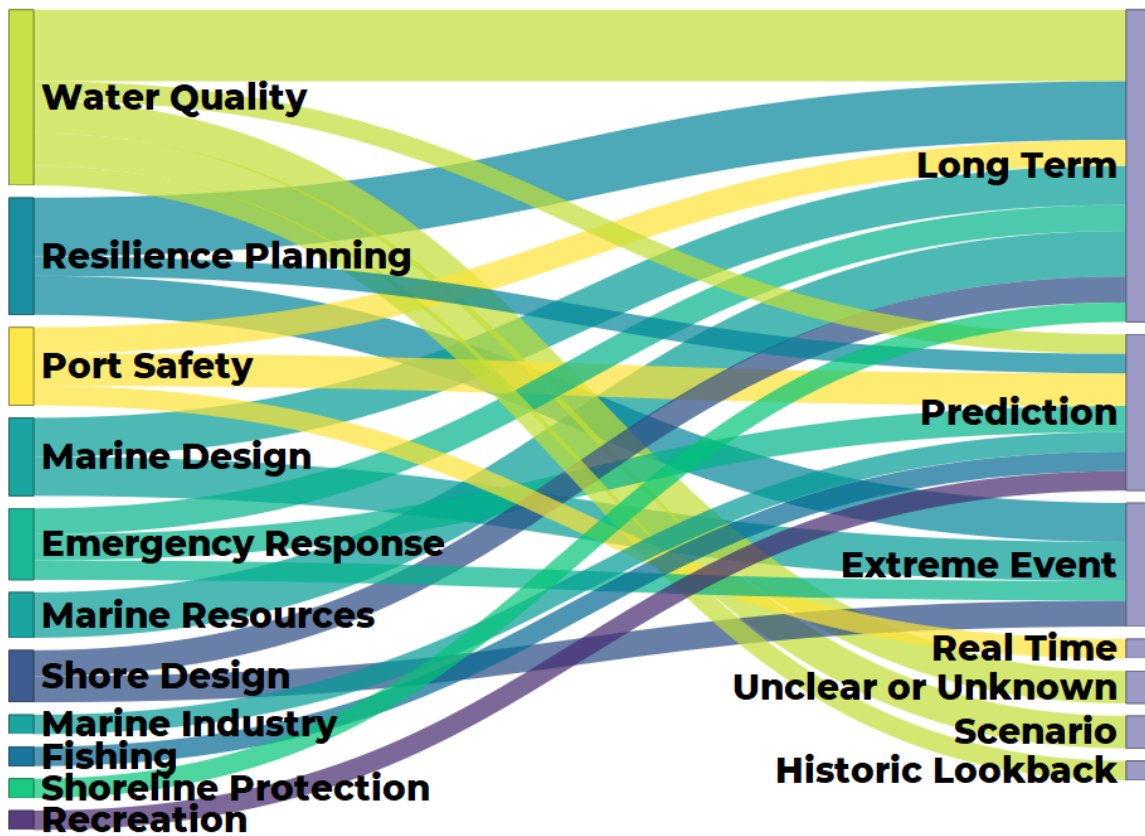 Water Quality
Resilience Planning
Port Safety
Marine Design
Emergency Response
Marine Resources
Shore Design
Marine Industry
Fishing
Shoreline Protection
Recreation
Long Term
Prediction
Extreme Event
Real Time
Unclear or Unknown
Scenario
Historic Lookback